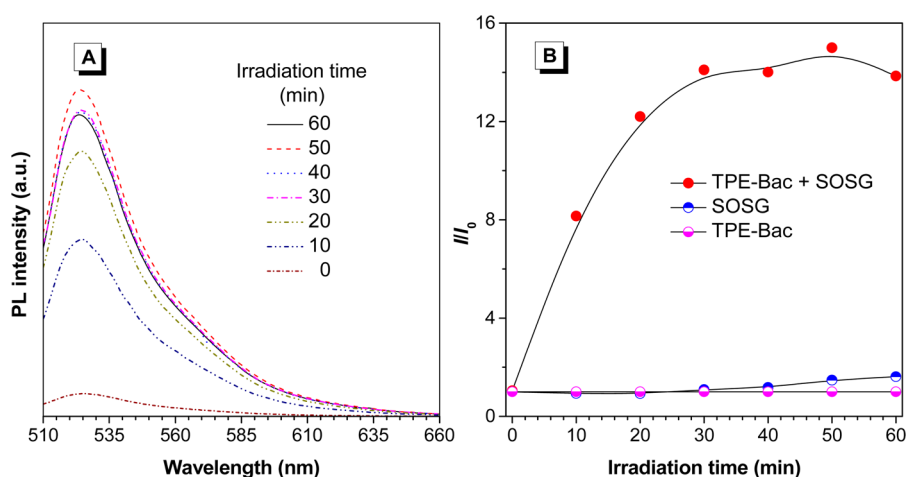 A
Irradiation time
(min)
60
50
40
30
20
10
0
PL intensity (a.u.)
510 535 560 585 610 635 660
Wavelength (nm)
B
16
12
8
4
0
I/I0
TPE-Bac + SOSG
SOSG
TPE-Bac
0 10 20 30 40 50 60
Irradiation time (min)